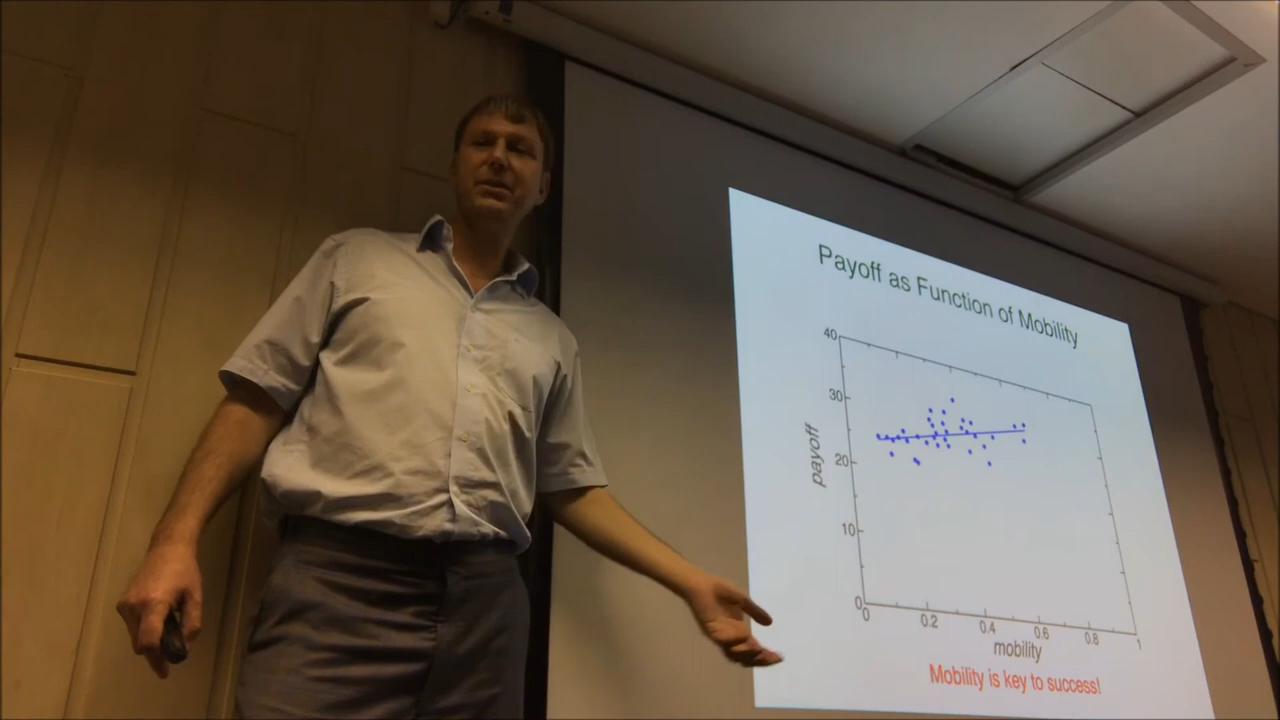 Payoff as Function of Mobility
40
30
20
10
0
payoff
0 0.2 0.4 0.6 0.8 1
mobility
Mobility is key to success!